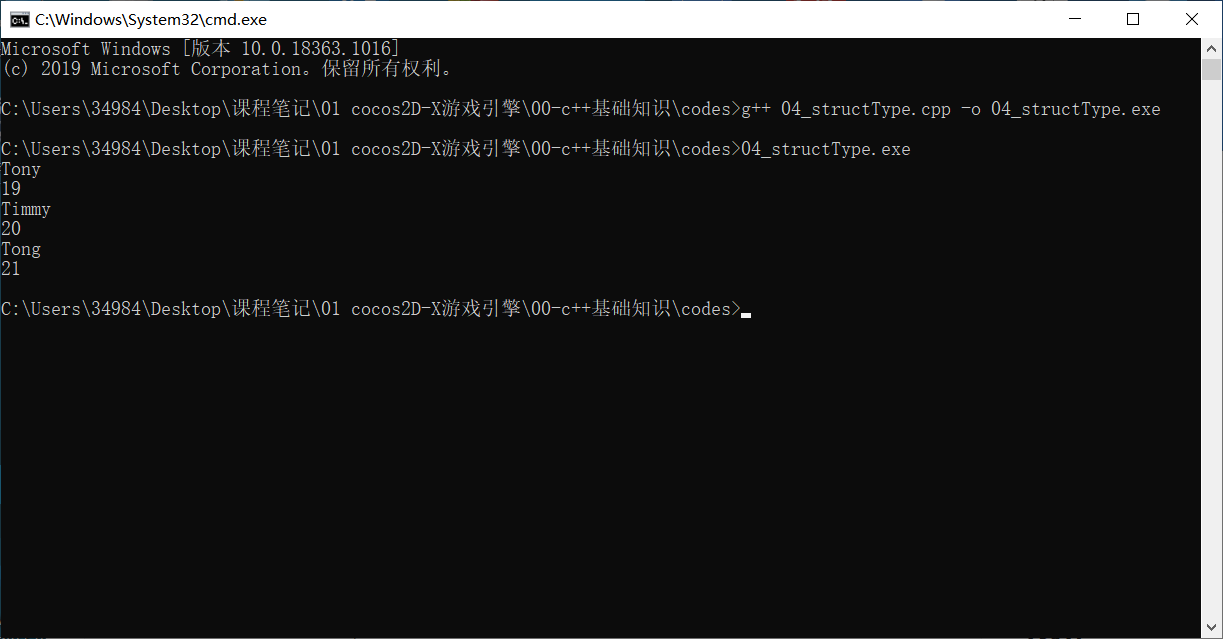 C:\Windows\System32\cmd.exe
Microsoft Windows [版本 10.0.18363.1016]
(c) 2019 Microsoft Corporation。保留所有权利。
C:\Users\34984\Desktop\课程笔记\01 cocos2D-X游戏引擎\00-c++基础知识\codes>g++ 04_structType.cpp -o 04_structType.exe
C:\Users\34984\Desktop\课程笔记\01 cocos2D-X游戏引擎\00-c++基础知识\codes>04_structType.exe
Tony
19
Timmy
20
Tong
21
C:\Users\34984\Desktop\课程笔记\01 cocos2D-X游戏引擎\00-c++基础知识\codes>